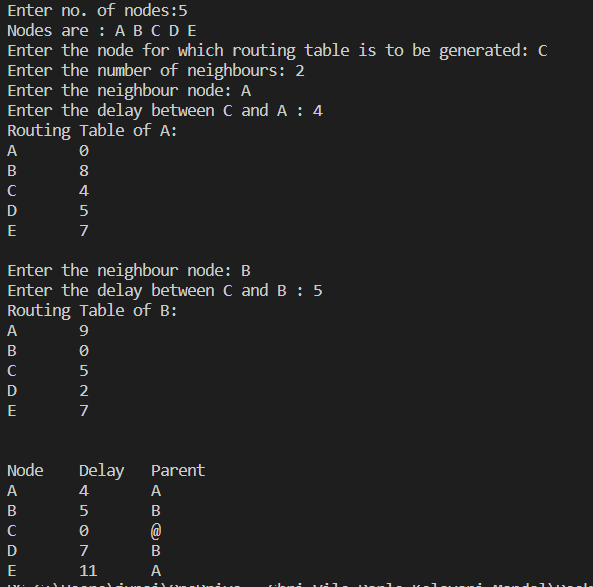 Enter no. of nodes:5
Nodes are : A B C D E
Enter the node for which routing table is to be generated: C
Enter the number of neighbours: 2
Enter the neighbour node: A
Enter the delay between C and A : 4
Routing Table of A:
A 0
B 8
C 4
D 5
E 7
Enter the neighbour node: B
Enter the delay between C and B : 5
Routing Table of B:
A 9
B 0
C 5
D 2
E 7
Node Delay Parent
A 4 A
B 5 B
C 0 @
D 7 B
E 11 A